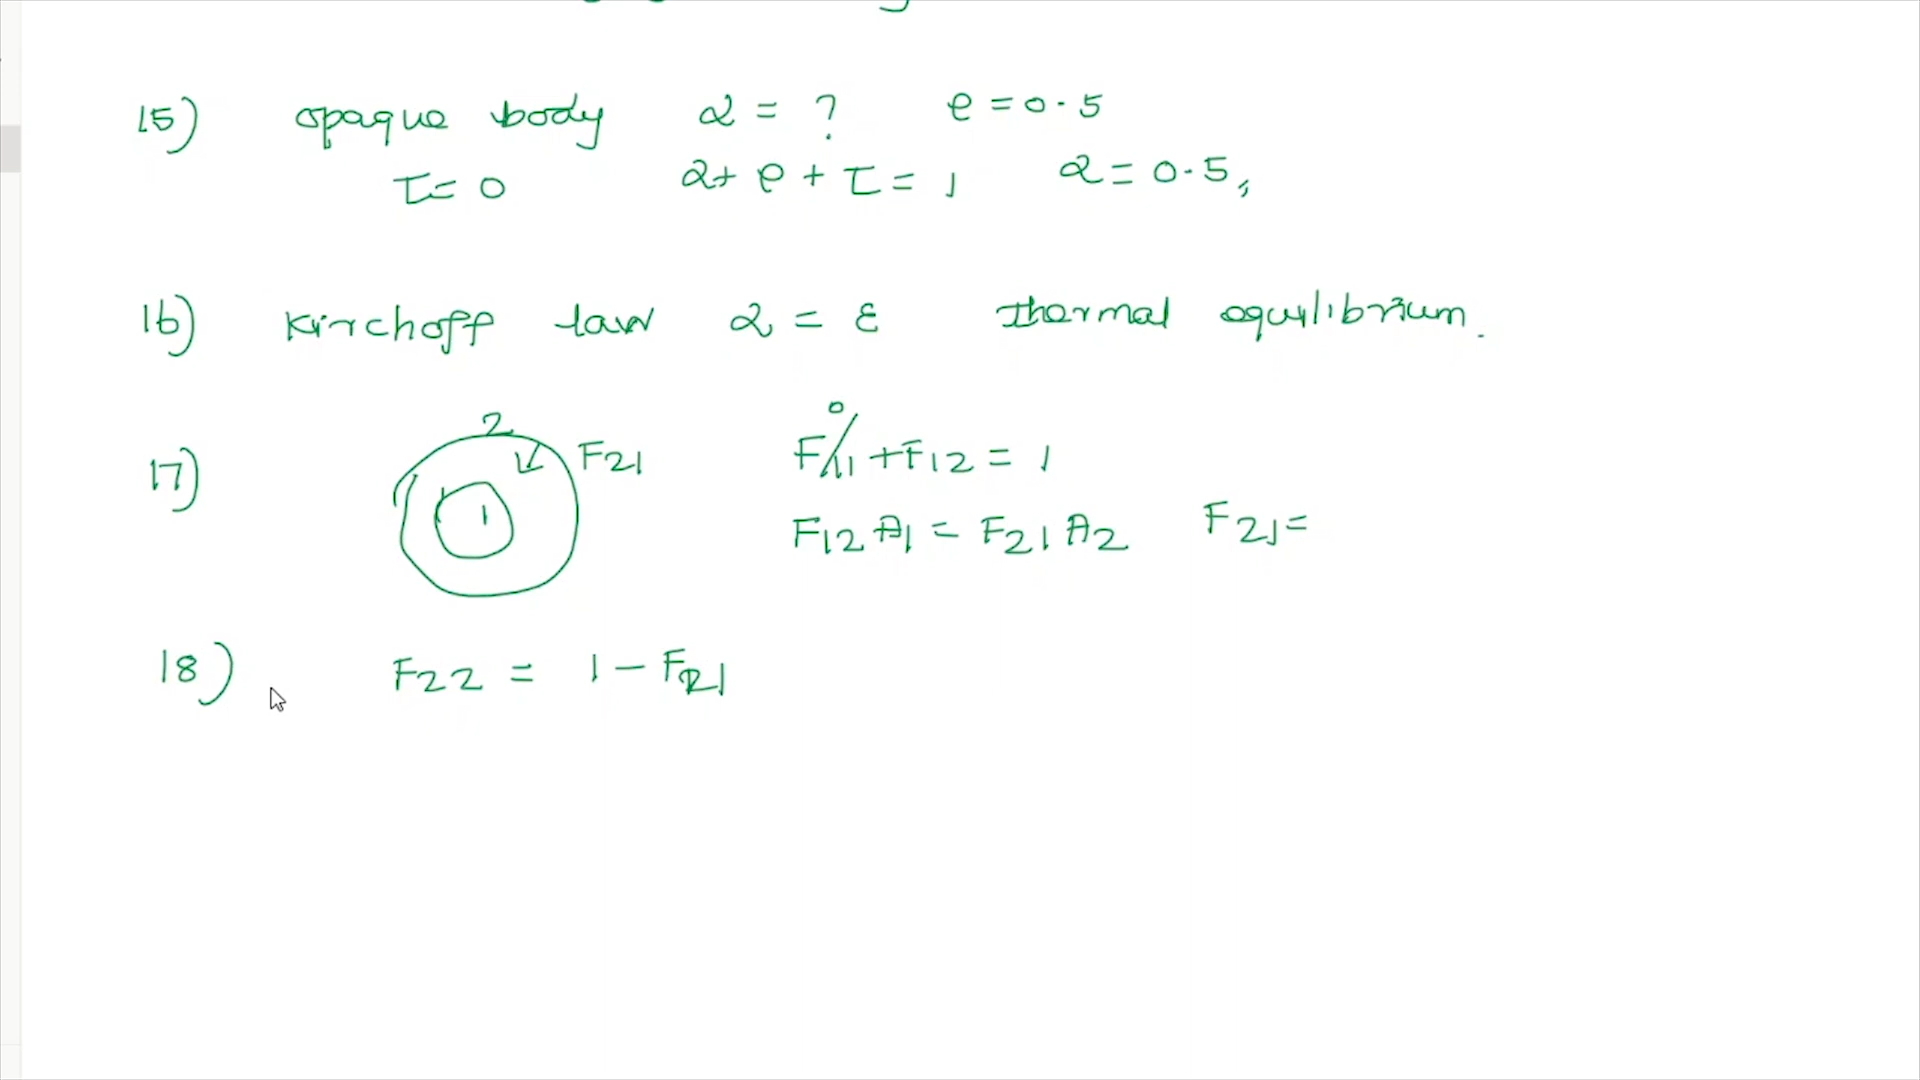 15) opaque body α = ? ρ = 0.5
τ = 0 α + ρ + τ = 1 α = 0.5,
16) Kirchoff law α = ε thermal equilibrium.
17) 2 1 F21 F11 0 + F12 = 1
F12 A1 = F21 A2 F21 =
18) F22 = 1 - F21